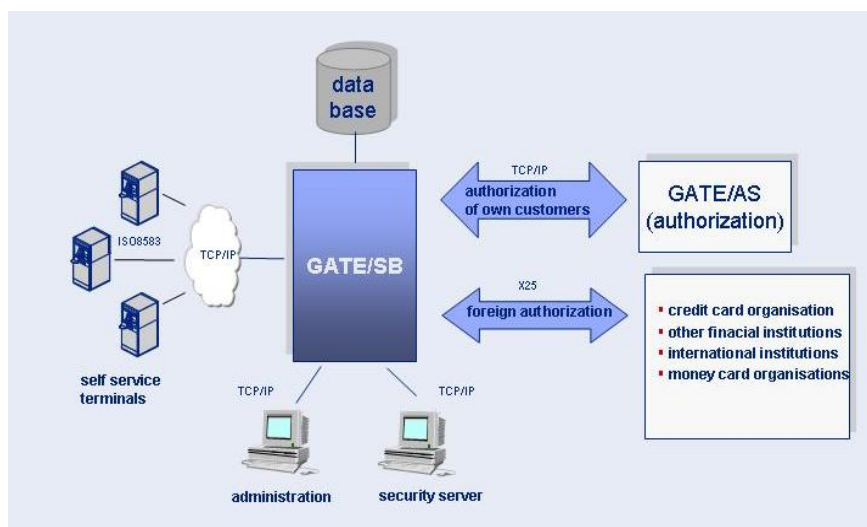 data
base
TCP/IP
authorization
of own customers
GATE/AS
(authorization)
ISO8583
TCP/IP
GATE/SB
X25
foreign authorization
credit card organisation
other finacial institutions
international institutions
money card organisations
self service
terminals
TCP/IP
TCP/IP
administration
security server